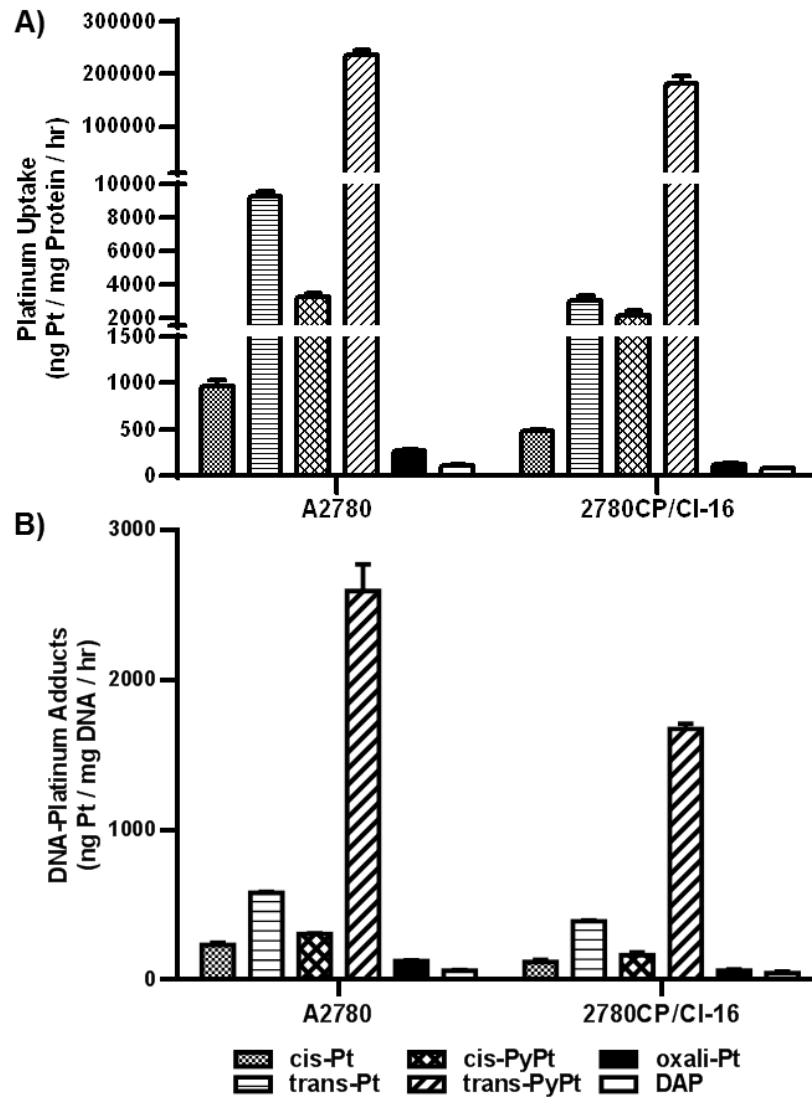 A)
Platinum Uptake
(ng Pt / mg Protein / hr)
300000
200000
100000
10000
8000
6000
4000
2000
1500
1000
500
0
A2780
2780CP/CI-16
B)
DNA-Platinum Adducts
(ng Pt / mg DNA / hr)
3000
2000
1000
0
A2780
2780CP/CI-16
cis-Pt
cis-PyPt
oxali-Pt
trans-Pt
trans-PyPt
DAP